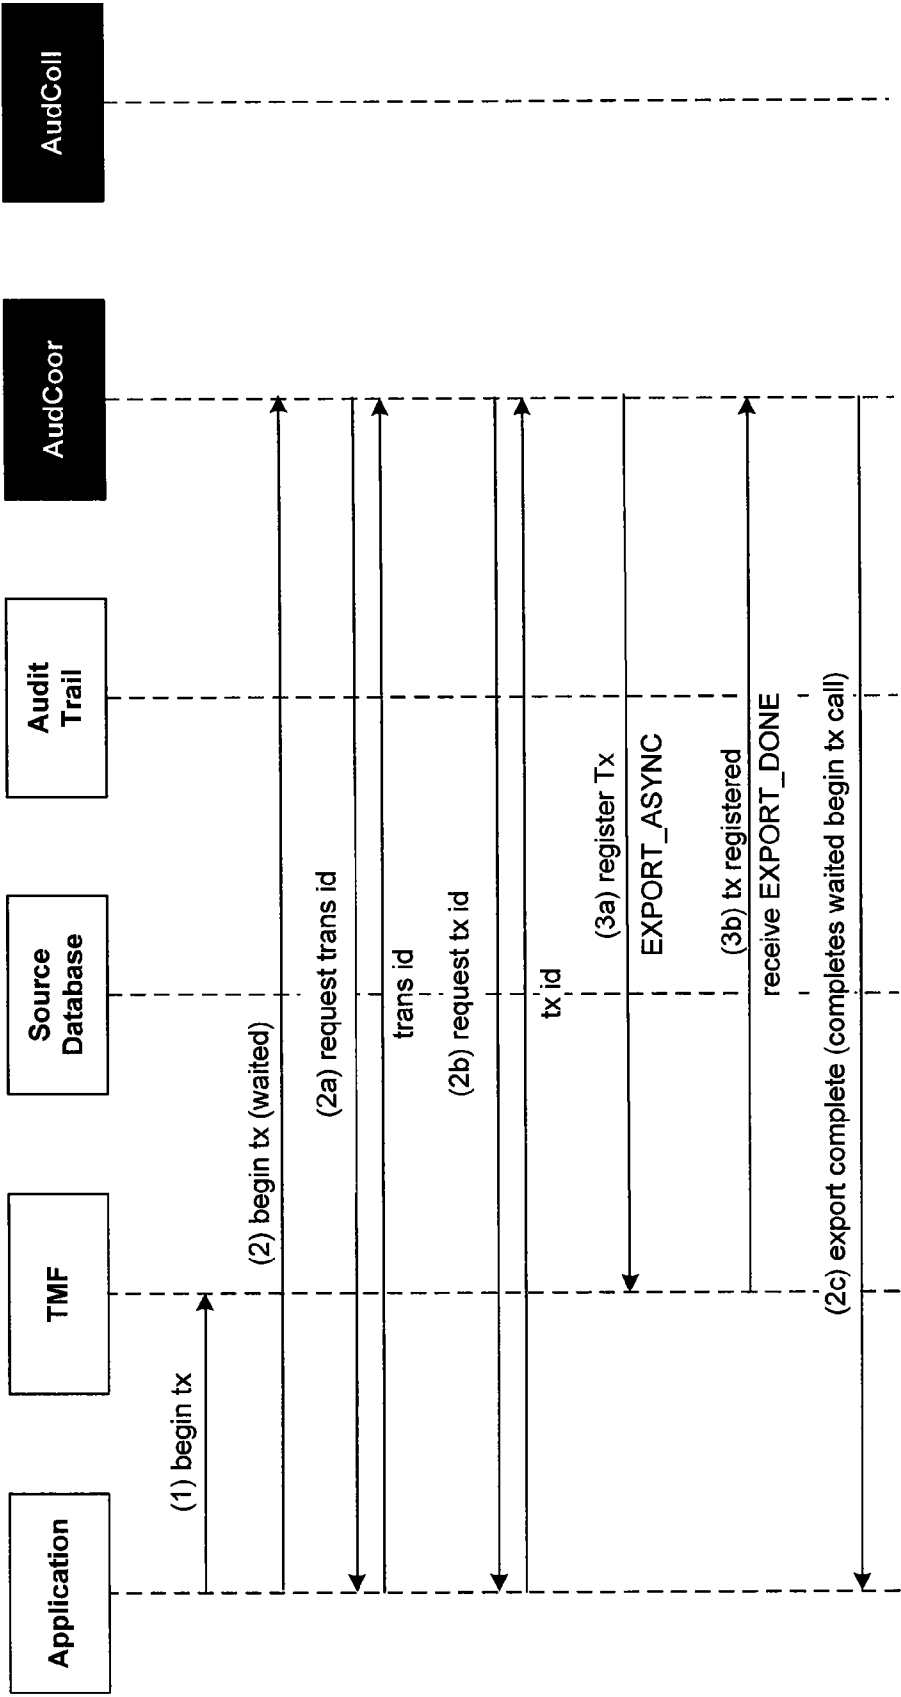 Application
TMF
Source
Database
Audit
Trail
AudCoor
AudColl
(1) begin tx
(2) begin tx (waited)
(2a) request trans id
trans id
(2b) request tx id
tx id
(3a) register Tx
EXPORT_ASYNC
(3b) tx registered
receive EXPORT_DONE
(2c) export complete (completes waited begin tx call)